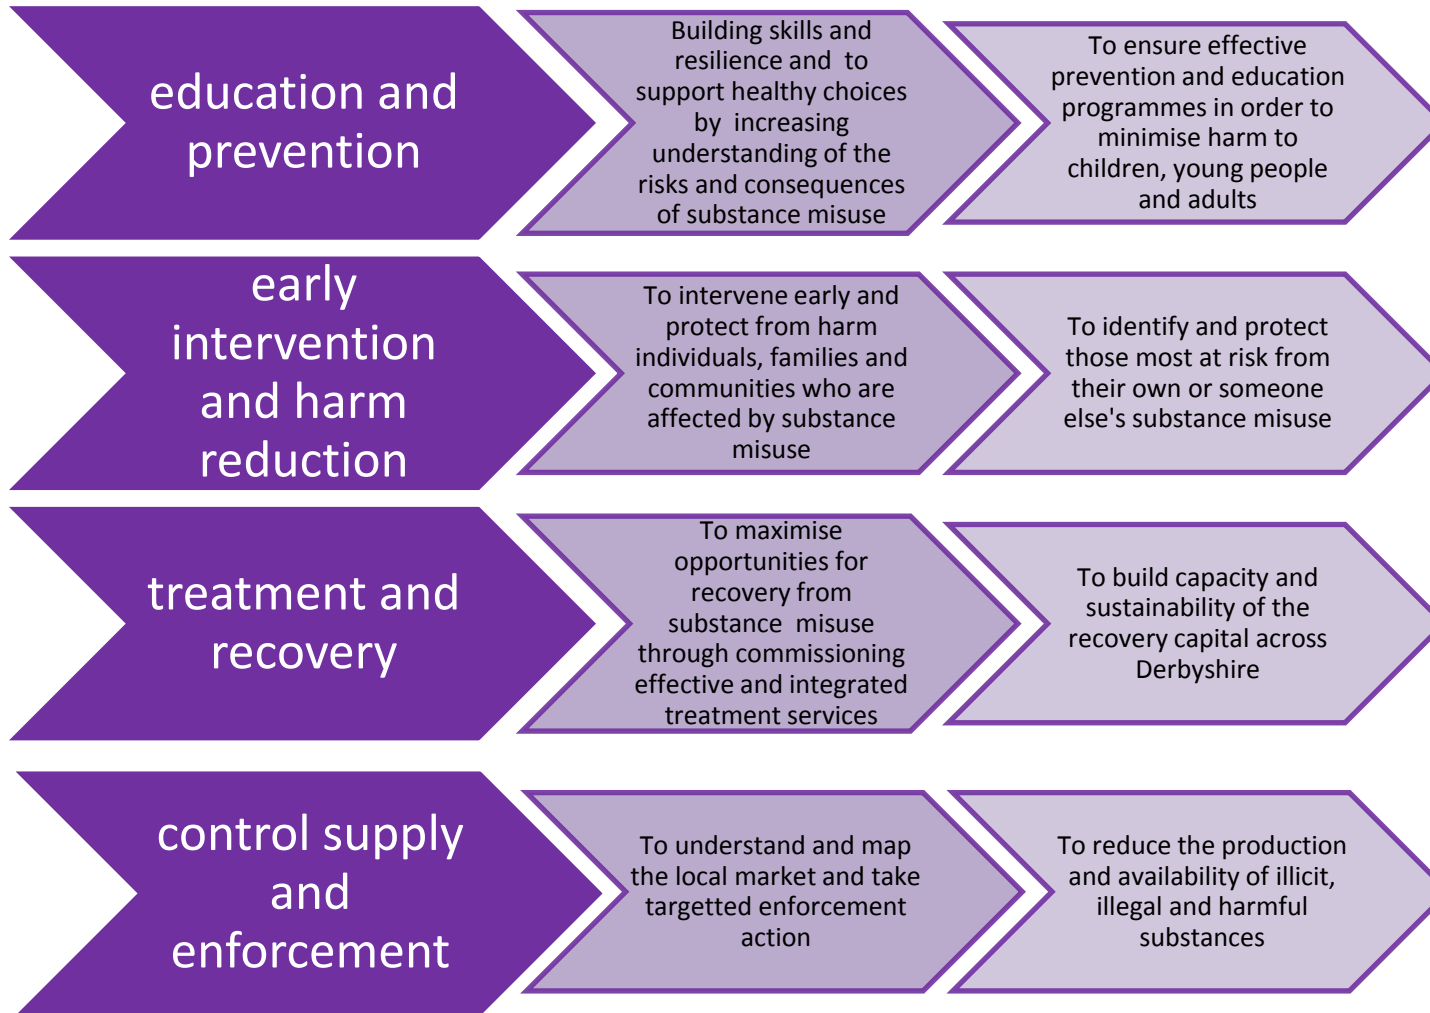 education and
prevention
Building skills and
resilience and to
support healthy choices
by increasing
understanding of the
risks and consequences
of substance misuse
To ensure effective
prevention and education
programmes in order to
minimise harm to
children, young people
and adults
early
intervention
and harm
reduction
To intervene early and
protect from harm
individuals, families and
communities who are
affected by substance
misuse
To identify and protect
those most at risk from
their own or someone
else's substance misuse
treatment and
recovery
To maximise
opportunities for
recovery from
substance misuse
through commissioning
effective and integrated
treatment services
To build capacity and
sustainability of the
recovery capital across
Derbyshire
control supply
and
enforcement
To understand and map
the local market and take
targetted enforcement
action
To reduce the production
and availability of illicit,
illegal and harmful
substances